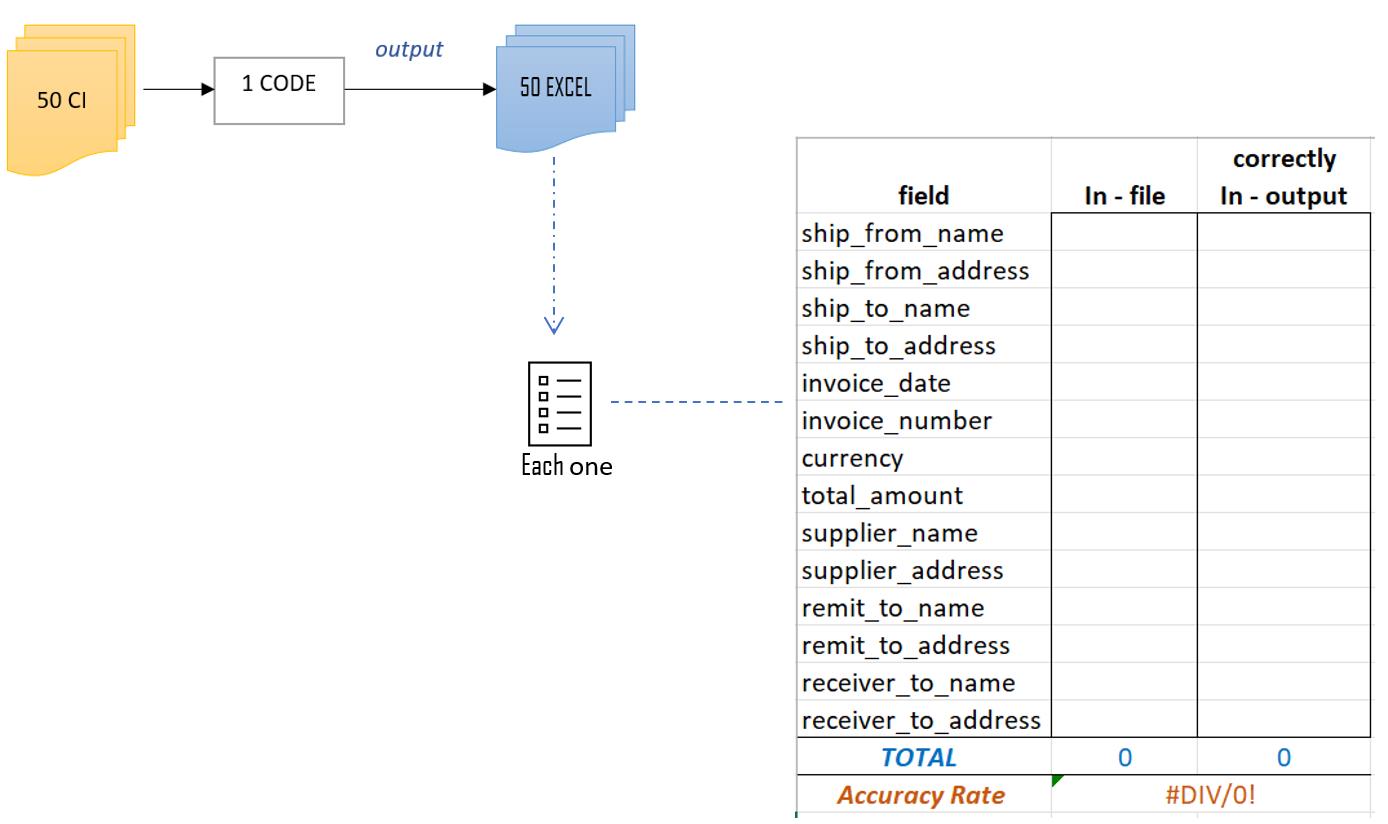 50 CI
1 CODE
output
50 EXCEL
Each one
field In - file correctly In - output
ship_from_name
ship_from_address
ship_to_name
ship_to_address
invoice_date
invoice_number
currency
total_amount
supplier_name
supplier_address
remit_to_name
remit_to_address
receiver_to_name
receiver_to_address
TOTAL 0 0
Accuracy Rate #DIV/0!